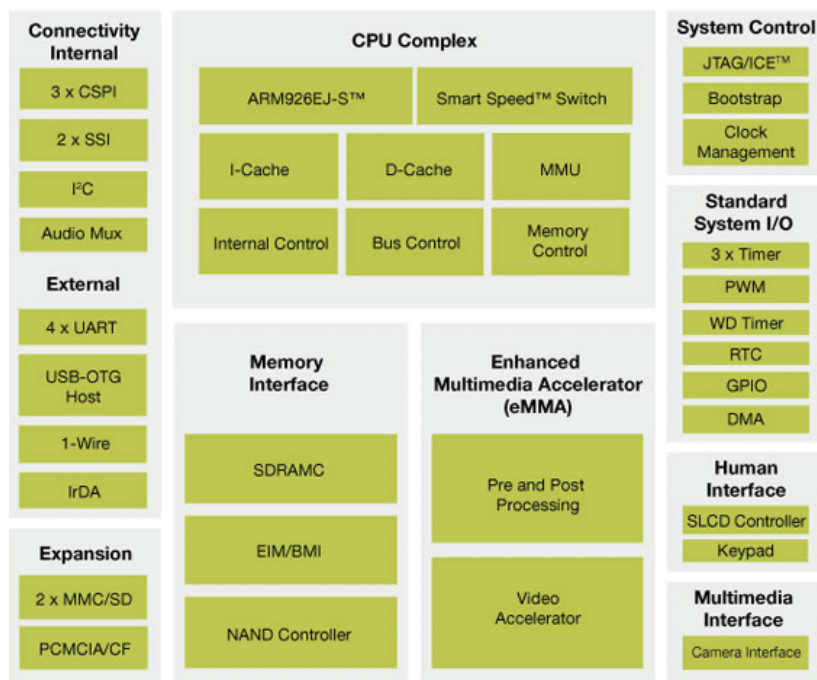 Connectivity
Internal
3 x CSPI
2 x SSI
I²C
Audio Mux
External
4 x UART
USB-OTG
Host
1-Wire
IrDA
Expansion
2 x MMC/SD
PCMCIA/CF
CPU Complex
ARM926EJ-S™
Smart Speed™ Switch
I-Cache
D-Cache
MMU
Internal Control
Bus Control
Memory
Control
Memory
Interface
SDRAMC
EIM/BMI
NAND Controller
Enhanced
Multimedia Accelerator
(eMMA)
Pre and Post
Processing
Video
Accelerator
System Control
JTAG/ICE™
Bootstrap
Clock
Management
Standard
System I/O
3 x Timer
PWM
WD Timer
RTC
GPIO
DMA
Human
Interface
SLCD Controller
Keypad
Multimedia
Interface
Camera Interface